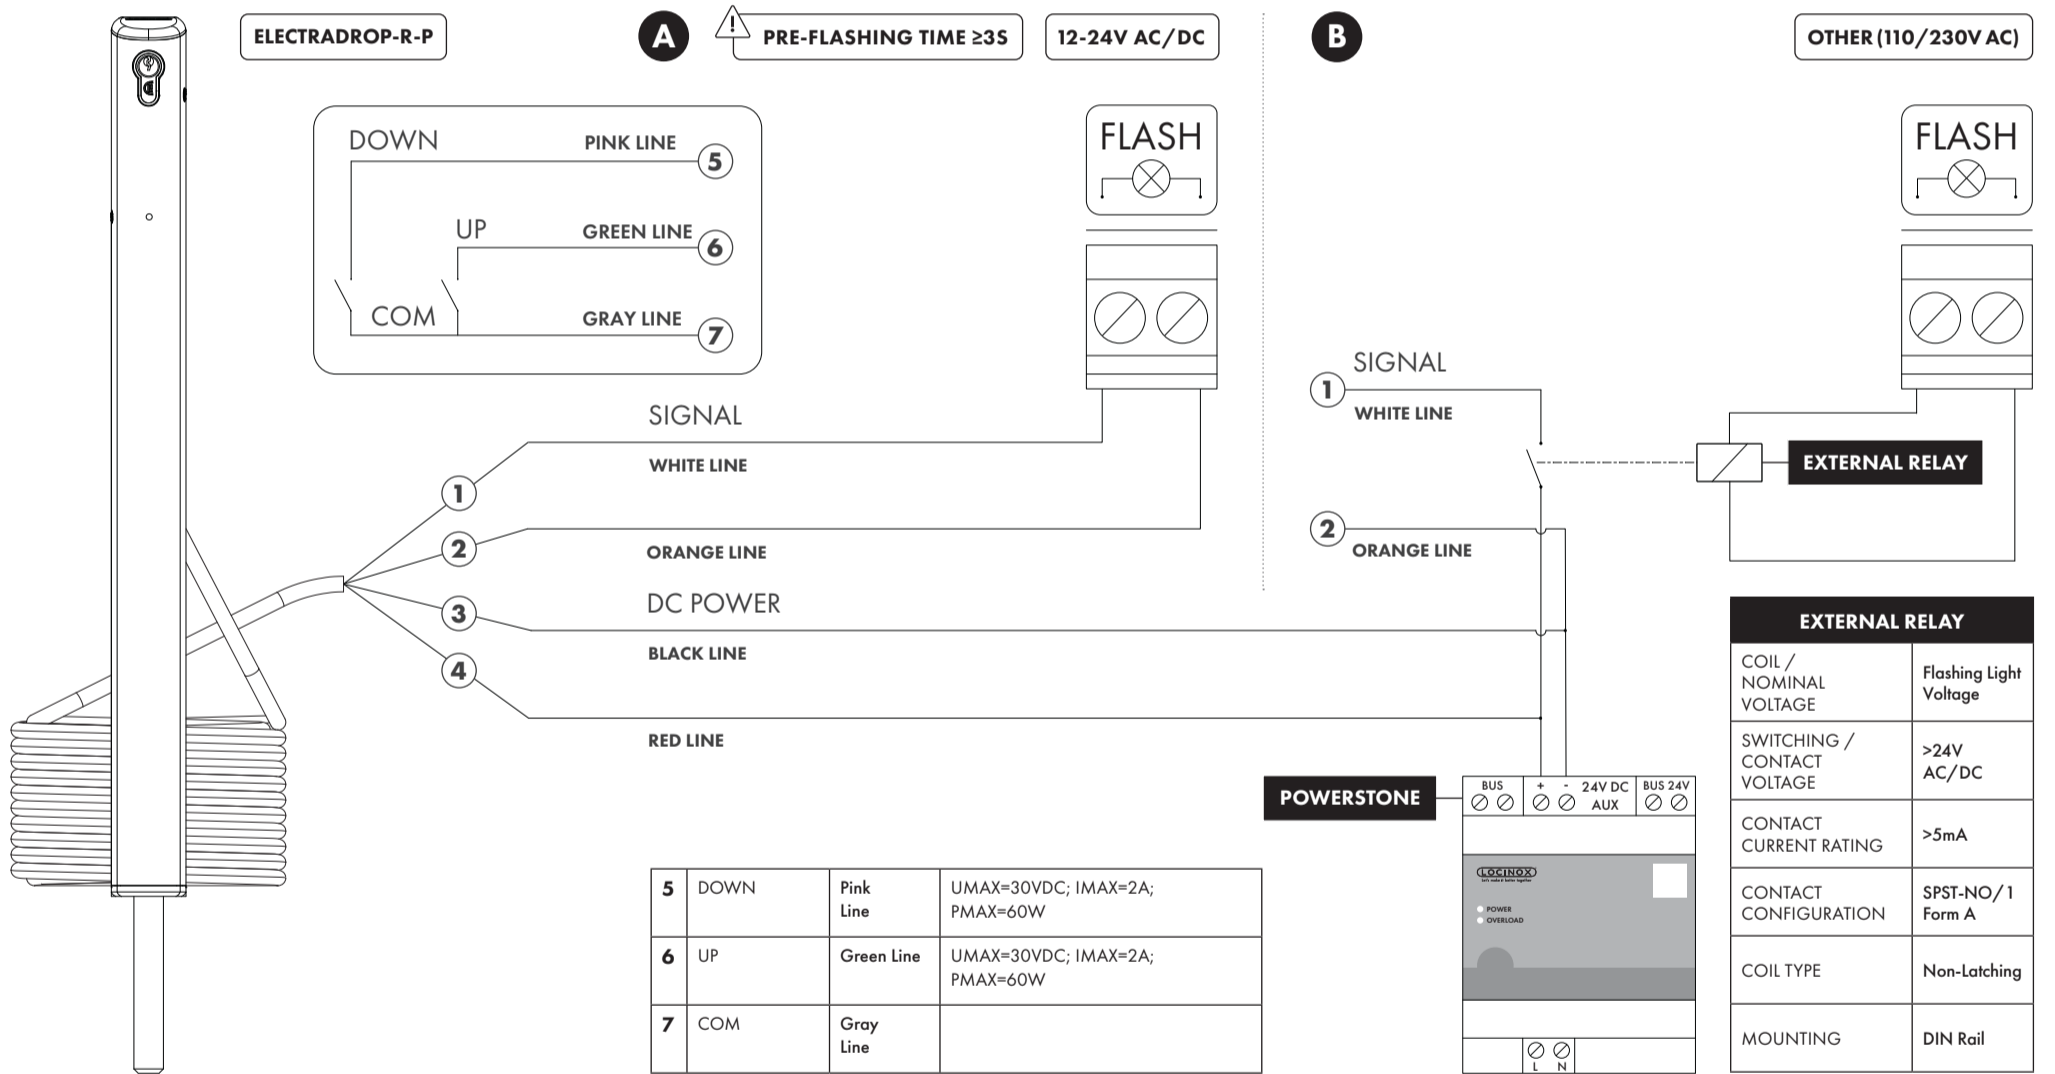 ELECTRADROP-R-P
A
!
PRE-FLASHING TIME ≥3S
12-24V AC/DC
B
OTHER (110/230V AC)
DOWN
PINK LINE
5
UP
GREEN LINE
6
COM
GRAY LINE
7
FLASH
FLASH
SIGNAL
1
WHITE LINE
2
ORANGE LINE
DC POWER
3
BLACK LINE
4
RED LINE
SIGNAL
1
WHITE LINE
EXTERNAL RELAY
2
ORANGE LINE
POWERSTONE
BUS
+ -
24V DC
AUX
BUS 24V
LOCINOX
Let's make it better together
POWER
OVERLOAD
L N
5 DOWN Pink
Line
UMAX=30VDC; IMAX=2A;
PMAX=60W
6 UP Green Line UMAX=30VDC; IMAX=2A;
PMAX=60W
7 COM Gray
Line
EXTERNAL RELAY
COIL /
NOMINAL
VOLTAGE
Flashing Light
Voltage
SWITCHING /
CONTACT
VOLTAGE
>24V
AC/DC
CONTACT
CURRENT RATING
>5mA
CONTACT
CONFIGURATION
SPST-NO/1
Form A
COIL TYPE Non-Latching
MOUNTING DIN Rail